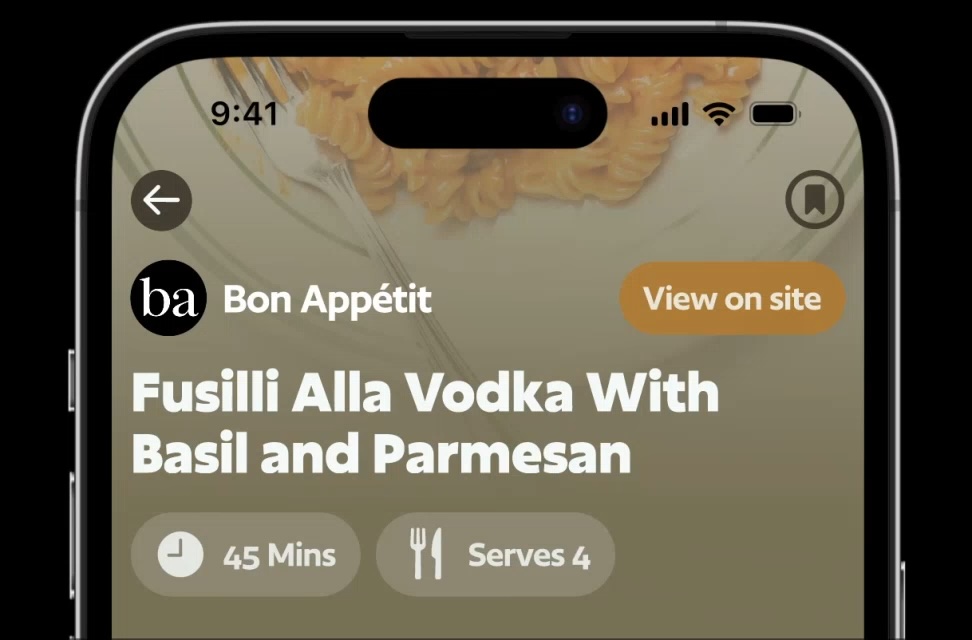 9:41
ba
Bon Appétit
View on site
Fusilli Alla Vodka With
Basil and Parmesan
45 Mins
Serves 4